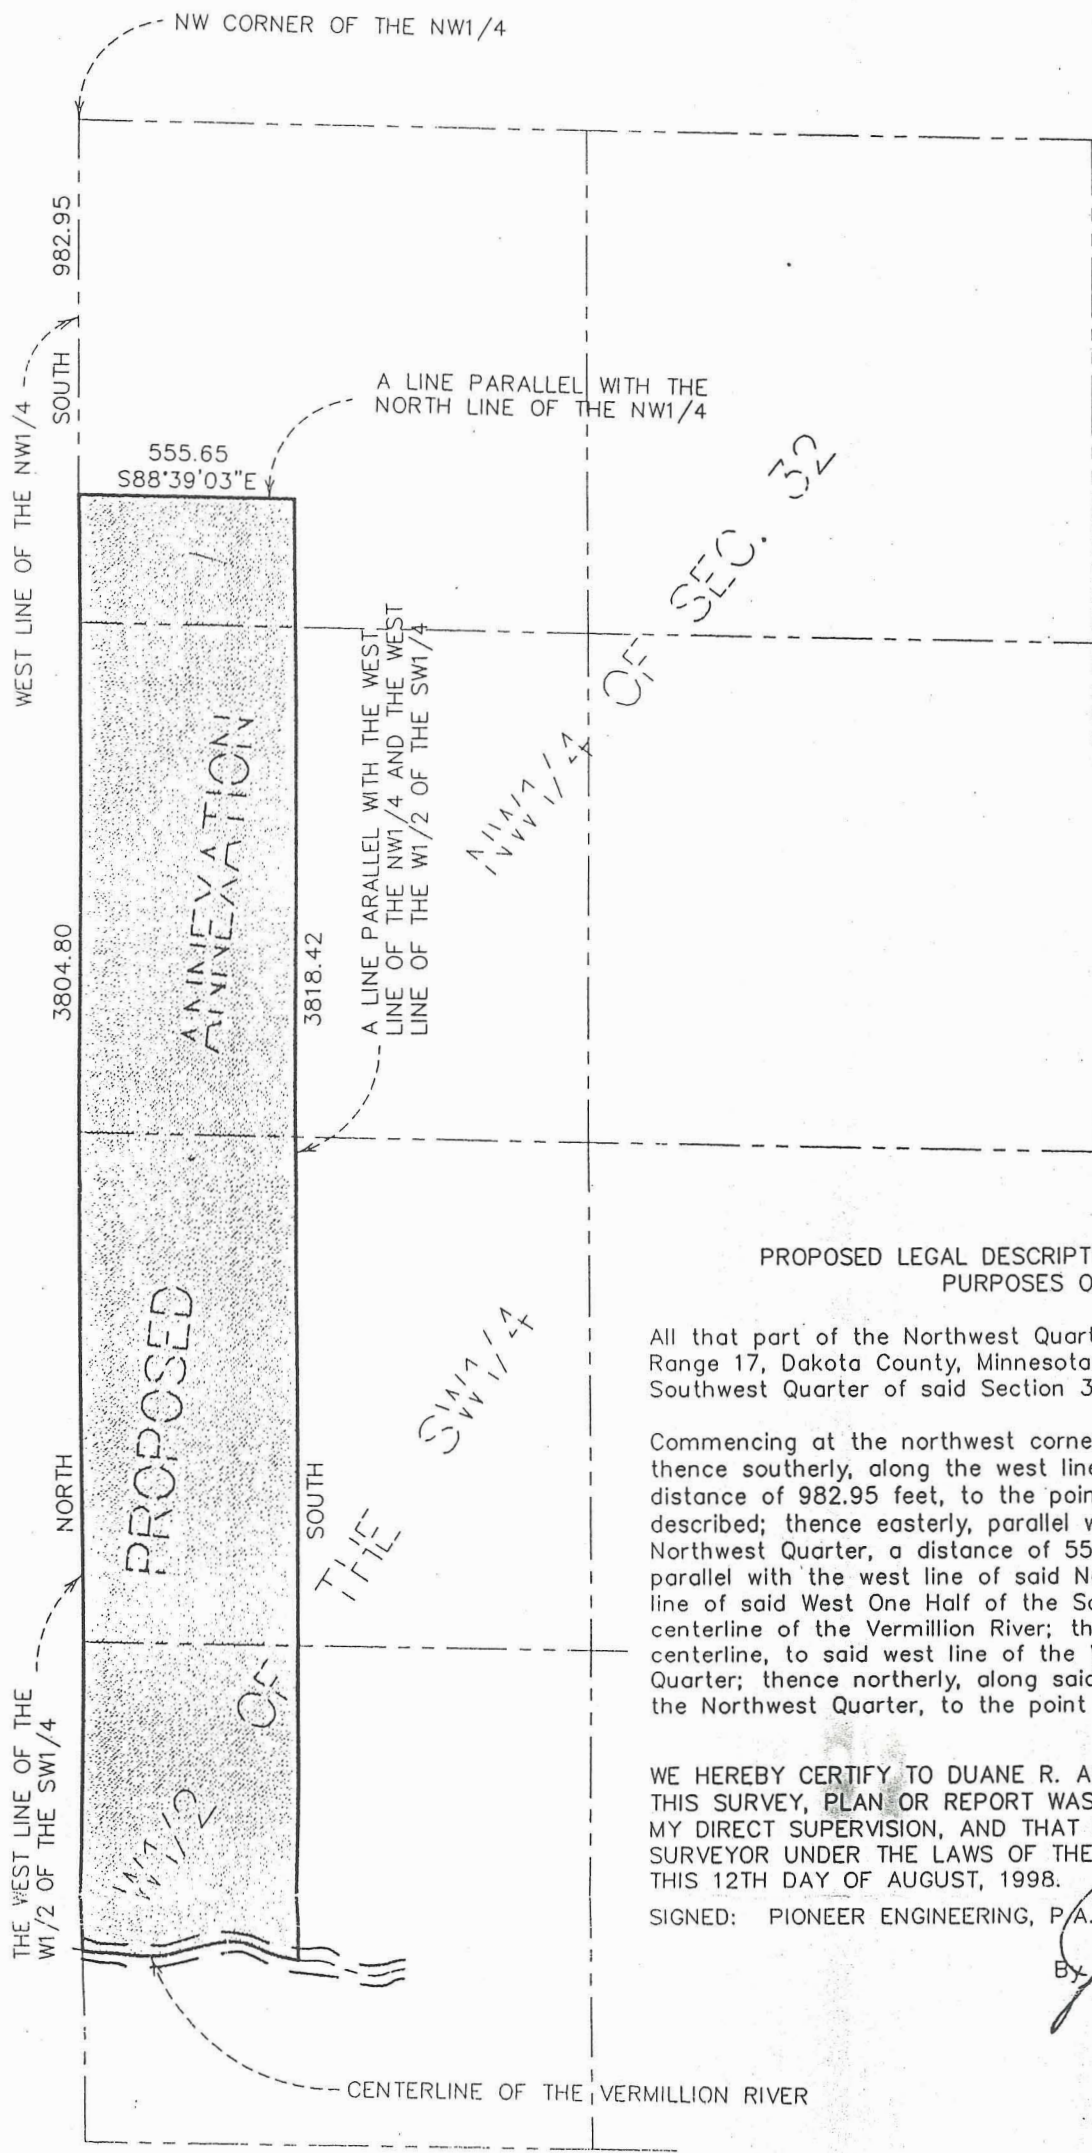 NW CORNER OF THE NW1/4
982.95
SOUTH
WEST LINE OF THE NW1/4
A LINE PARALLEL WITH THE
NORTH LINE OF THE NW1/4
555.65
S88°39'03"E
NW1/4 OF SEC. 32
A LINE PARALLEL WITH THE WEST
LINE OF THE NW1/4 AND THE WEST
LINE OF THE W1/2 OF THE SW1/4
3804.80
NORTH
3818.42
SOUTH
PROPOSED ANNEXATION
W1/2 OF THE SW1/4
THE WEST LINE OF THE
W1/2 OF THE SW1/4
CENTERLINE OF THE VERMILLION RIVER
PROPOSED LEGAL DESCRIPT
PURPOSES O
All that part of the Northwest Quart
Range 17, Dakota County, Minnesota
Southwest Quarter of said Section 3
Commencing at the northwest corne
thence southerly, along the west line
distance of 982.95 feet, to the poin
described; thence easterly, parallel w
Northwest Quarter, a distance of 55
parallel with the west line of said N
line of said West One Half of the So
centerline of the Vermillion River; th
centerline, to said west line of the
Quarter; thence northerly, along said
the Northwest Quarter, to the point
WE HEREBY CERTIFY TO DUANE R. A
THIS SURVEY, PLAN OR REPORT WAS
MY DIRECT SUPERVISION, AND THAT
SURVEYOR UNDER THE LAWS OF THE
THIS 12TH DAY OF AUGUST, 1998.
SIGNED: PIONEER ENGINEERING, P.A.
By